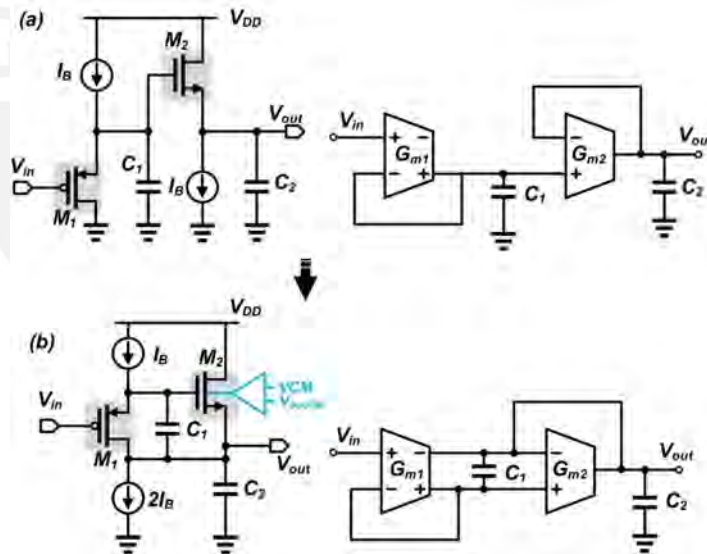 (a)
V_DD
M_2
I_B
V_out
V_in
C_1
I_B
C_2
M_1
V_in
+
−
G_m1
−
+
C_1
−
G_m2
+
V_ou
C_2
(b)
V_DD
I_B
M_2
VCM
V_in
C_1
M_1
V_out
2I_B
C_2
V_in
+
−
G_m1
−
+
C_1
−
G_m2
+
V_out
C_2